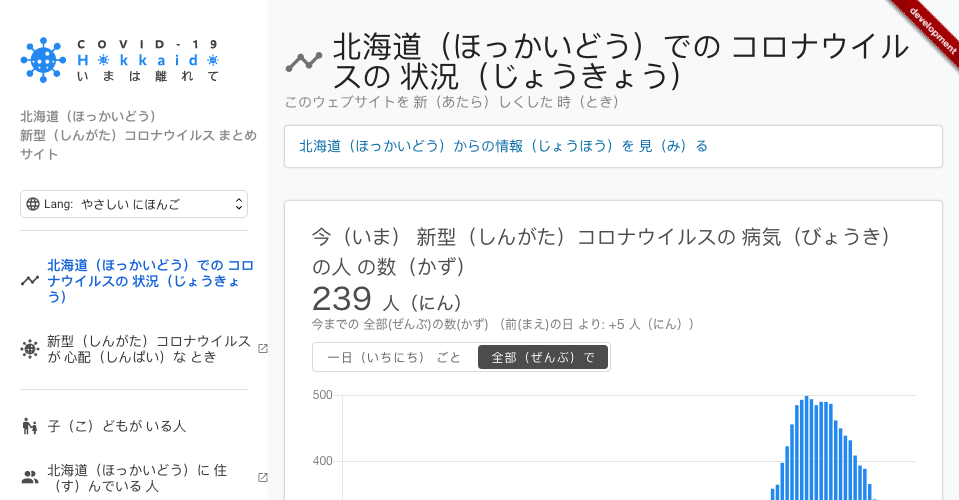 COVID-19
Hokkaido
いまは離れて
北海道（ほっかいどう）
新型（しんがた）コロナウイルス まとめ
サイト
Lang: やさしい にほんご
北海道（ほっかいどう）での コロ
ナウイルスの 状況（じょうきょ
う）
新型（しんがた）コロナウイルス
が 心配（しんぱい）な とき
子（こ）どもが いる人
北海道（ほっかいどう）に 住
（す）んでいる 人
development
北海道（ほっかいどう）での コロナウイル
スの 状況（じょうきょう）
このウェブサイトを 新（あたら）しくした 時（とき）
北海道（ほっかいどう）からの情報（じょうほう）を 見（み）る
今（いま） 新型（しんがた）コロナウイルスの 病気（びょうき）
の人 の数（かず）
239 人（にん）
今までの 全部(ぜんぶ)の数(かず) （前(まえ)の日 より: +5 人（にん））
一日（いちにち） ごと
全部（ぜんぶ）で
500
400